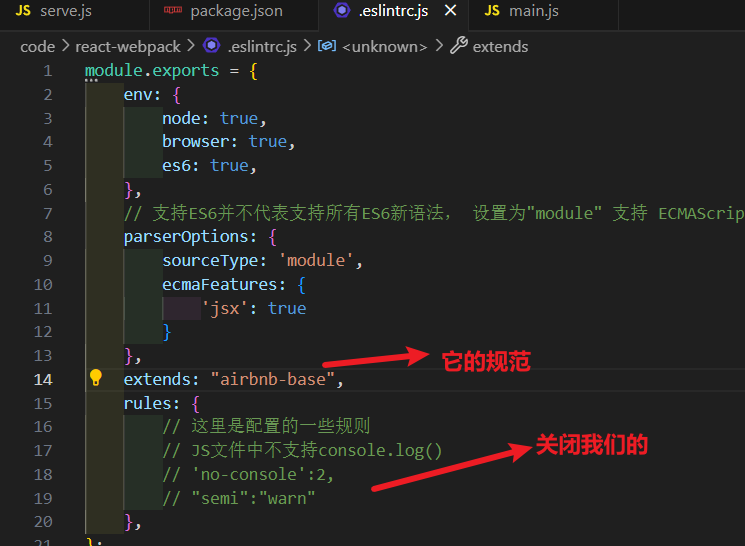 JS serve.js
package.json
.eslintrc.js
JS main.js
code > react-webpack > .eslintrc.js > <unknown> > extends
1 module.exports = {
2 env: {
3 node: true,
4 browser: true,
5 es6: true,
6 },
7 // 支持ES6并不代表支持所有ES6新语法， 设置为"module" 支持 ECMAScrip
8 parserOptions: {
9 sourceType: 'module',
10 ecmaFeatures: {
11 'jsx': true
12 }
13 },
它的规范
14 extends: "airbnb-base",
15 rules: {
16 // 这里是配置的一些规则
17 // JS文件中不支持console.log()
关闭我们的
18 // 'no-console':2,
19 // "semi":"warn"
20 },
21 };